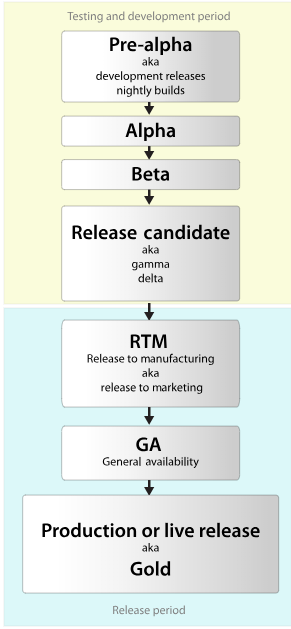 Testing and development period
Pre-alpha
aka
development releases
nightly builds
Alpha
Beta
Release candidate
aka
gamma
delta
RTM
Release to manufacturing
aka
release to marketing
GA
General availability
Production or live release
aka
Gold
Release period